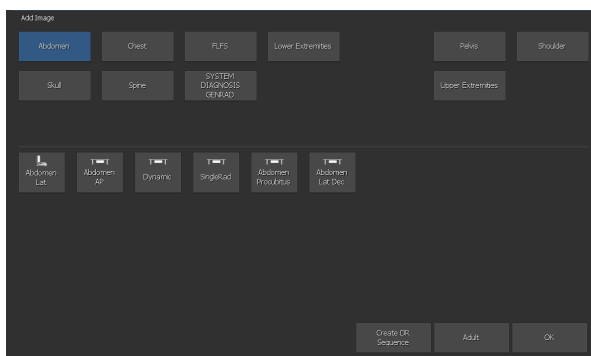 Add Image
Abdomen
Chest
FLFS
Lower Extremities
Pelvis
Shoulder
Skull
Spine
SYSTEM
DIAGNOSIS
GENRAD
Upper Extremities
Abdomen
Lat
Abdomen
AP
Dynamic
SingleRad
Abdomen
Procubitus
Abdomen
Lat Dec
Create DR
Sequence
Adult
OK